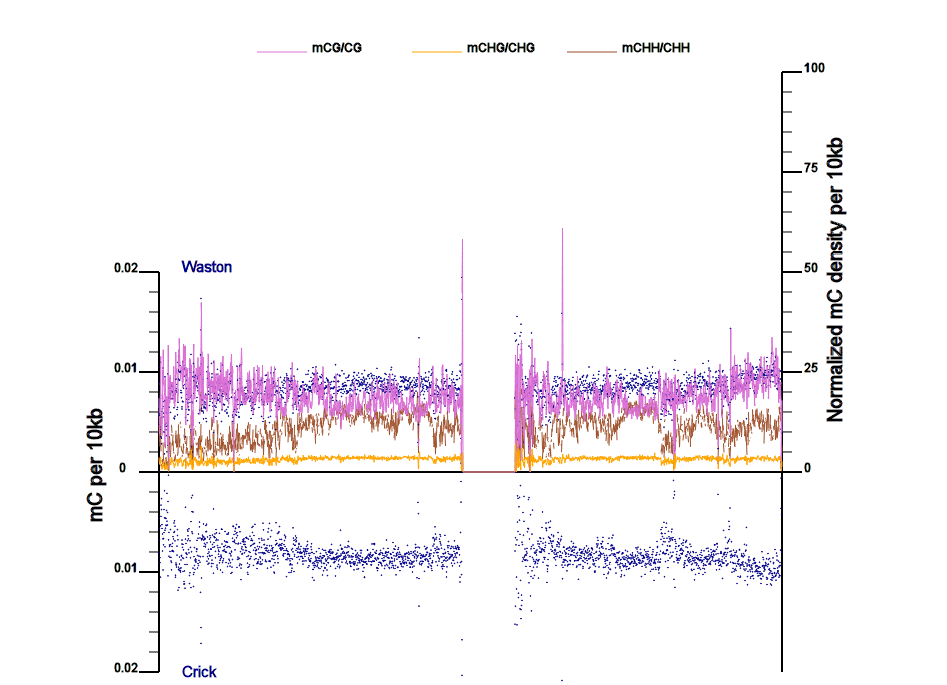 mCG/CG mCHG/CHG mCHH/CHH
100
75
50
25
0
Normalized mC density per 10kb
Waston
0.02
0.01
0
0.01
0.02
mC per 10kb
Crick